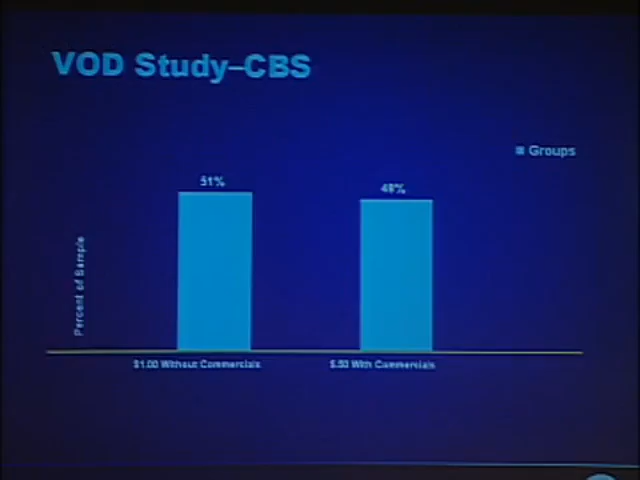 VOD Study–CBS
Groups
51%
49%
Percent of Sample
$1.00 Without Commercials
$.50 With Commercials